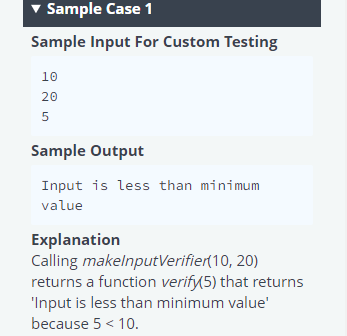 ▼ Sample Case 1
Sample Input For Custom Testing
10
20
5
Sample Output
Input is less than minimum
value
Explanation
Calling makeInputVerifier(10, 20)
returns a function verify(5) that returns
'Input is less than minimum value'
because 5 < 10.